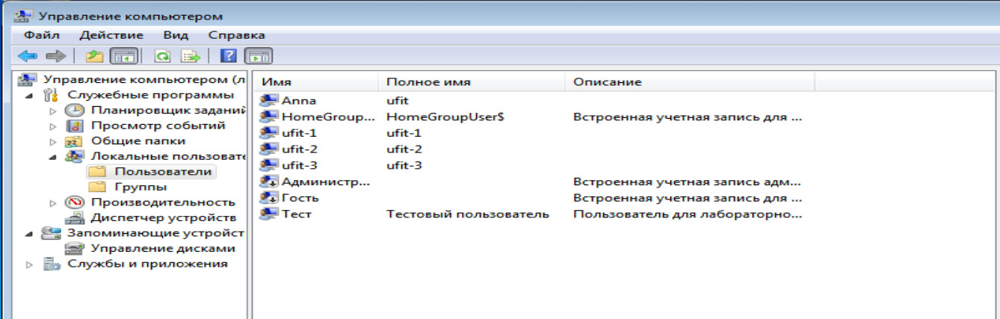 Управление компьютером
Файл Действие Вид Справка
Управление компьютером (л
Служебные программы
Планировщик заданий
Просмотр событий
Общие папки
Локальные пользовате
Пользователи
Группы
Производительность
Диспетчер устройств
Запоминающие устройст
Управление дисками
Службы и приложения
Имя Полное имя Описание
Anna ufit
HomeGroup... HomeGroupUser$ Встроенная учетная запись для ...
ufit-1 ufit-1
ufit-2 ufit-2
ufit-3 ufit-3
Администр... Встроенная учетная запись адм...
Гость Встроенная учетная запись для ...
Тест Тестовый пользователь Пользователь для лабораторно...